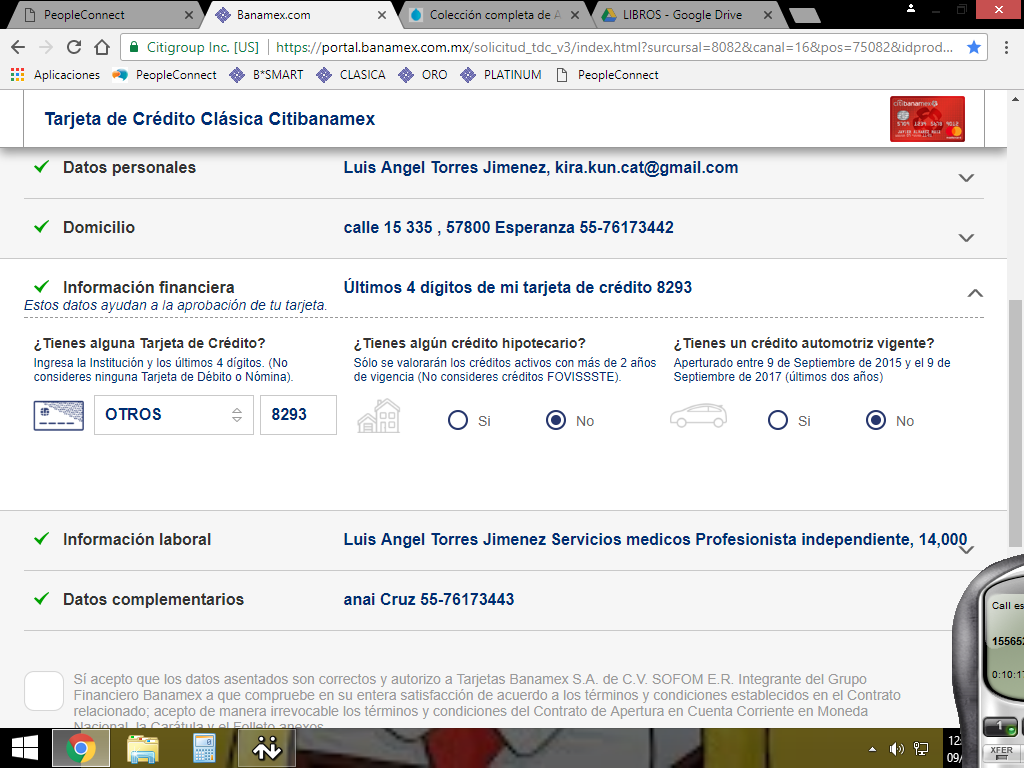 PeopleConnect
Banamex.com
Colección completa de A
LIBROS - Google Drive
Citigroup Inc. [US]
https://portal.banamex.com.mx/solicitud_tdc_v3/index.html?surcursal=8082&canal=16&pos=75082&idprod...
Aplicaciones PeopleConnect B*SMART CLASICA ORO PLATINUM PeopleConnect
Tarjeta de Crédito Clásica Citibanamex
Datos personales Luis Angel Torres Jimenez, kira.kun.cat@gmail.com
Domicilio calle 15 335 , 57800 Esperanza 55-76173442
Información financiera Últimos 4 dígitos de mi tarjeta de crédito 8293
Estos datos ayudan a la aprobación de tu tarjeta.
¿Tienes alguna Tarjeta de Crédito?
Ingresa la Institución y los últimos 4 dígitos. (No
consideres ninguna Tarjeta de Débito o Nómina).
OTROS 8293
¿Tienes algún crédito hipotecario?
Sólo se valorarán los créditos activos con más de 2 años
de vigencia (No consideres créditos FOVISSSTE).
Si No
¿Tienes un crédito automotriz vigente?
Aperturado entre 9 de Septiembre de 2015 y el 9 de
Septiembre de 2017 (últimos dos años)
Si No
Información laboral Luis Angel Torres Jimenez Servicios medicos Profesionista independiente, 14,000
Datos complementarios anai Cruz 55-76173443
Sí acepto que los datos asentados son correctos y autorizo a Tarjetas Banamex S.A. de C.V. SOFOM E.R. Integrante del Grupo
Financiero Banamex a que compruebe en su entera satisfacción de acuerdo a los términos y condiciones establecidos en el Contrato
relacionado; acepto de manera irrevocable los términos y condiciones del Contrato de Apertura en Cuenta Corriente en Moneda
Nacional, la Carátula y el Folleto anexos.
Call es
155652
0:10:17
1
XFER
12:
09/